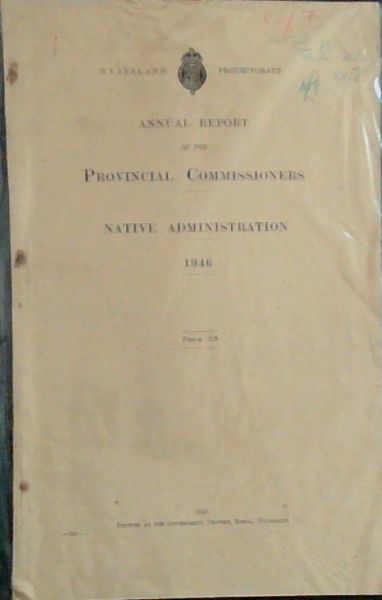 NYASALAND PROTECTORATE
ANNUAL REPORT
OF THE
PROVINCIAL COMMISSIONERS
NATIVE ADMINISTRATION
1946
PRICE
PRINTED BY THE GOVERNMENT PRINTER, ZOMBA, NYASALAND